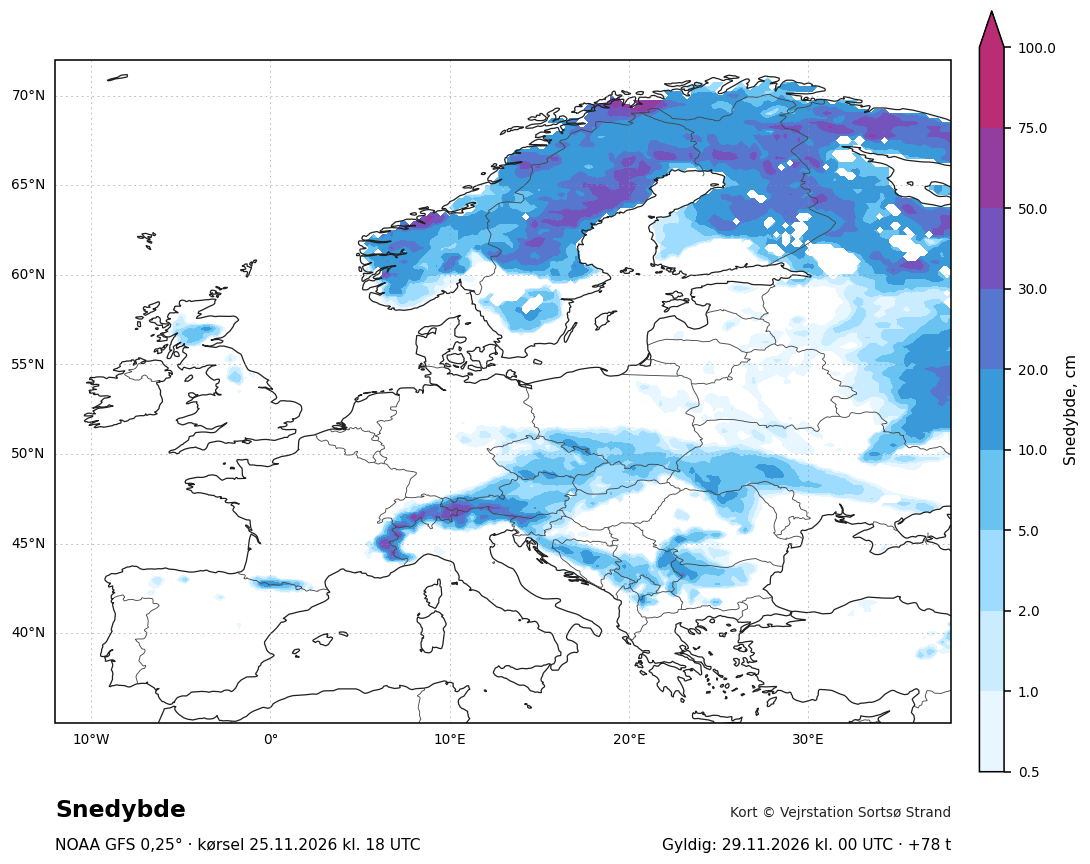 100.0
75.0
50.0
30.0
20.0
10.0
5.0
2.0
1.0
0.5
Snedybde, cm
70°N
65°N
60°N
55°N
50°N
45°N
40°N
10°W
0°
10°E
20°E
30°E
Snedybde
Kort © Vejrstation Sortsø Strand
NOAA GFS 0,25° · kørsel 25.11.2026 kl. 18 UTC
Gyldig: 29.11.2026 kl. 00 UTC · +78 t